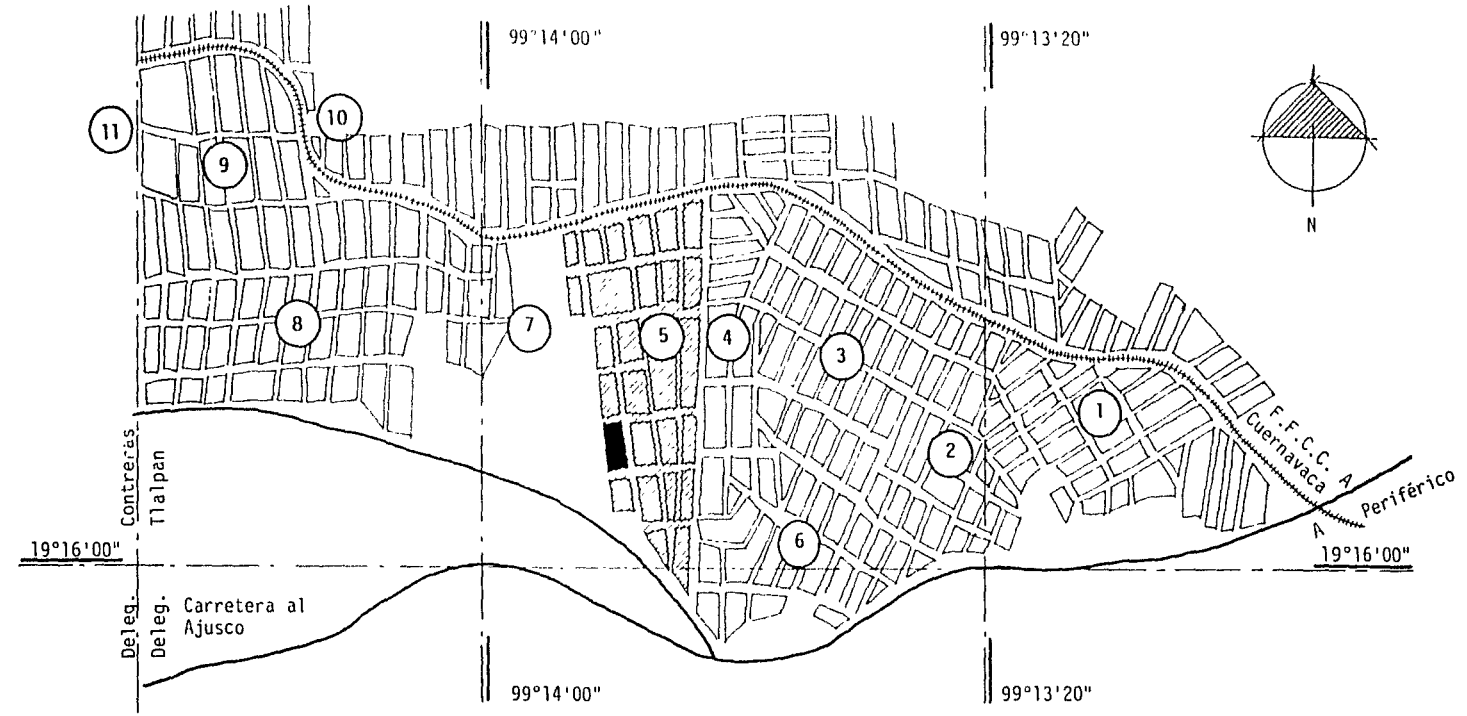 99°14'00"
99°13'20"
11
10
9
N
8
7
5
4
3
1
2
6
F.F.C.C. A
Cuernavaca
A Periférico
Contreras
Tlalpan
19°16'00"
19°16'00"
Deleg.
Deleg.
Carretera al
Ajusco
99°14'00"
99°13'20"